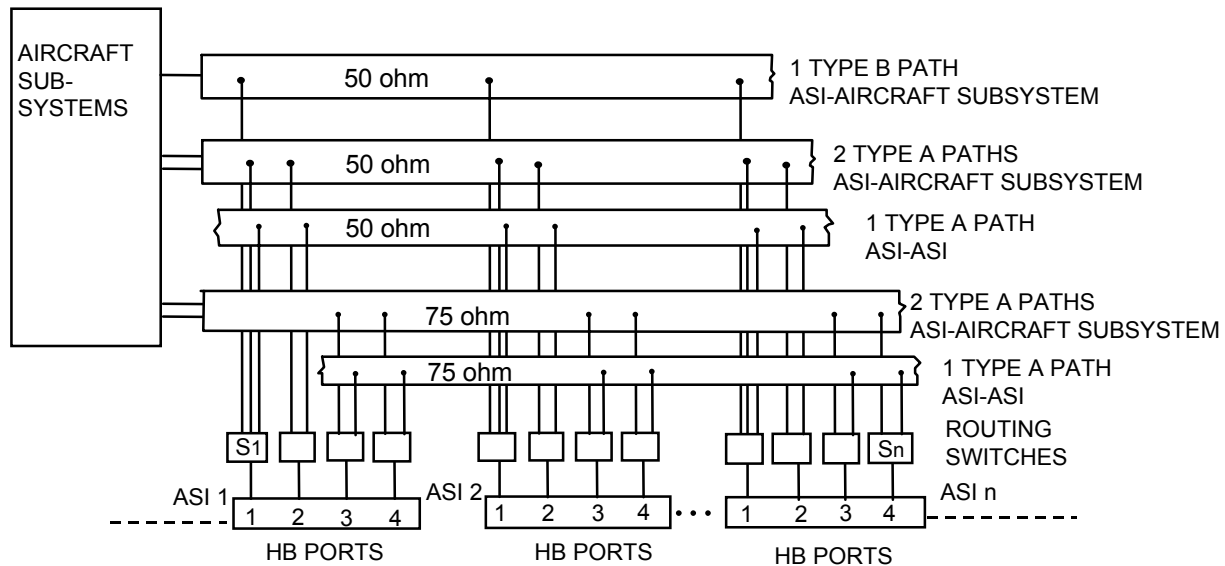 AIRCRAFT
SUB-
SYSTEMS
50 ohm
1 TYPE B PATH
ASI-AIRCRAFT SUBSYSTEM
50 ohm
2 TYPE A PATHS
ASI-AIRCRAFT SUBSYSTEM
50 ohm
1 TYPE A PATH
ASI-ASI
75 ohm
2 TYPE A PATHS
ASI-AIRCRAFT SUBSYSTEM
75 ohm
1 TYPE A PATH
ASI-ASI
S1
Sn
ROUTING
SWITCHES
ASI 1
ASI 2
ASI n
1 2 3 4
1 2 3 4
1 2 3 4
HB PORTS
HB PORTS
HB PORTS